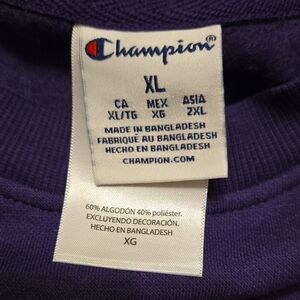 Champion®
XL
CA MEX ASIA
XL/TG XG 2XL
MADE IN BANGLADESH
FABRIQUÉ AU BANGLADESH
HECHO EN BANGLADESH
CHAMPION.COM
60% ALGODÓN 40% poliéster.
EXCLUYENDO DECORACIÓN.
HECHO EN BANGLADESH
XG